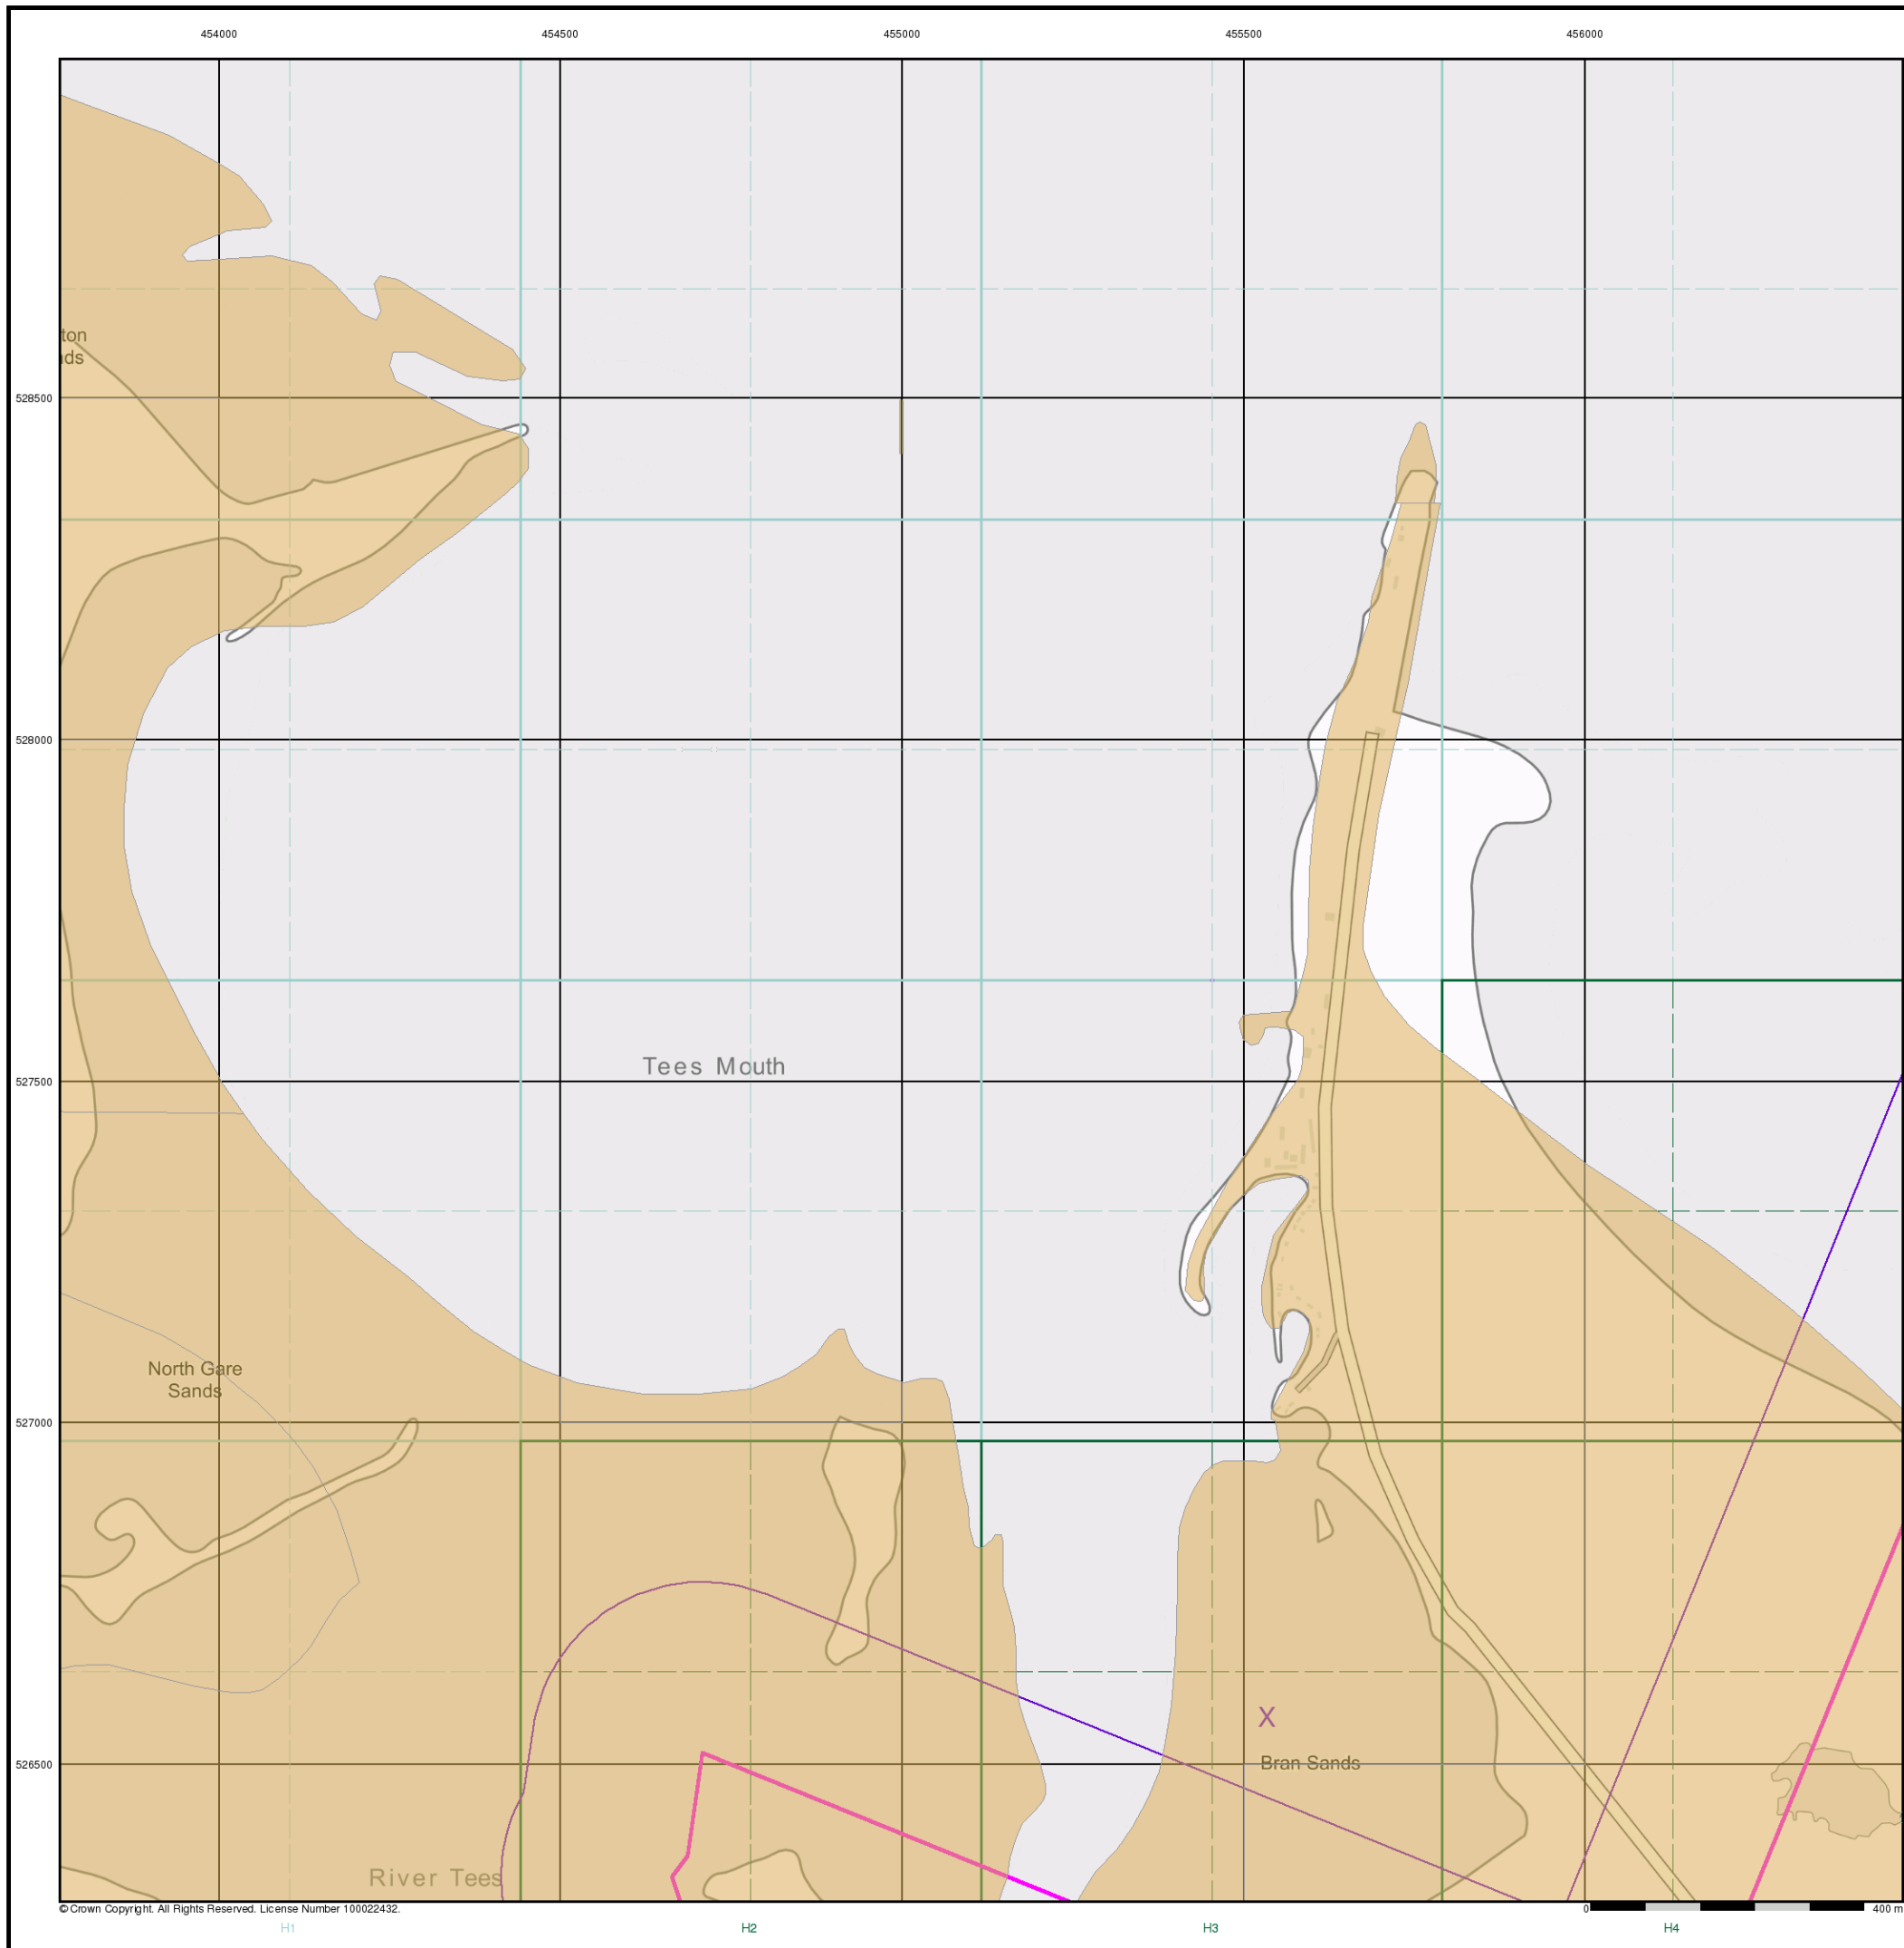 454000 454500 455000 455500 456000
ton
nds
528500
528000
Tees Mouth
527500
North Gare
Sands
527000
X
526500
Bran Sands
River Tees
© Crown Copyright. All Rights Reserved. License Number 100022432.
0 400 m
H1 H2 H3 H4